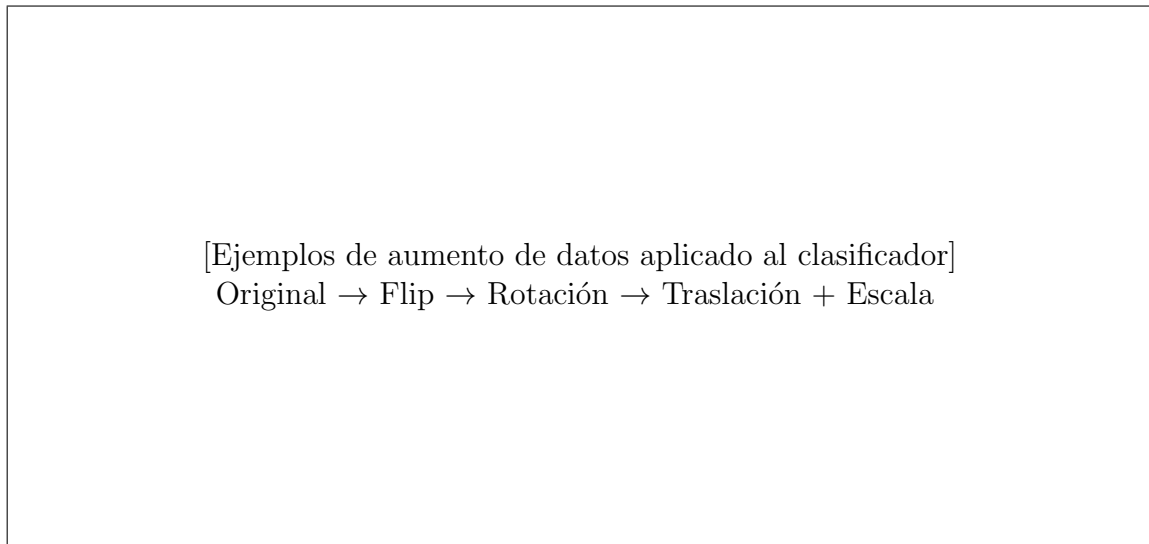 [Ejemplos de aumento de datos aplicado al clasificador]
Original → Flip → Rotación → Traslación + Escala